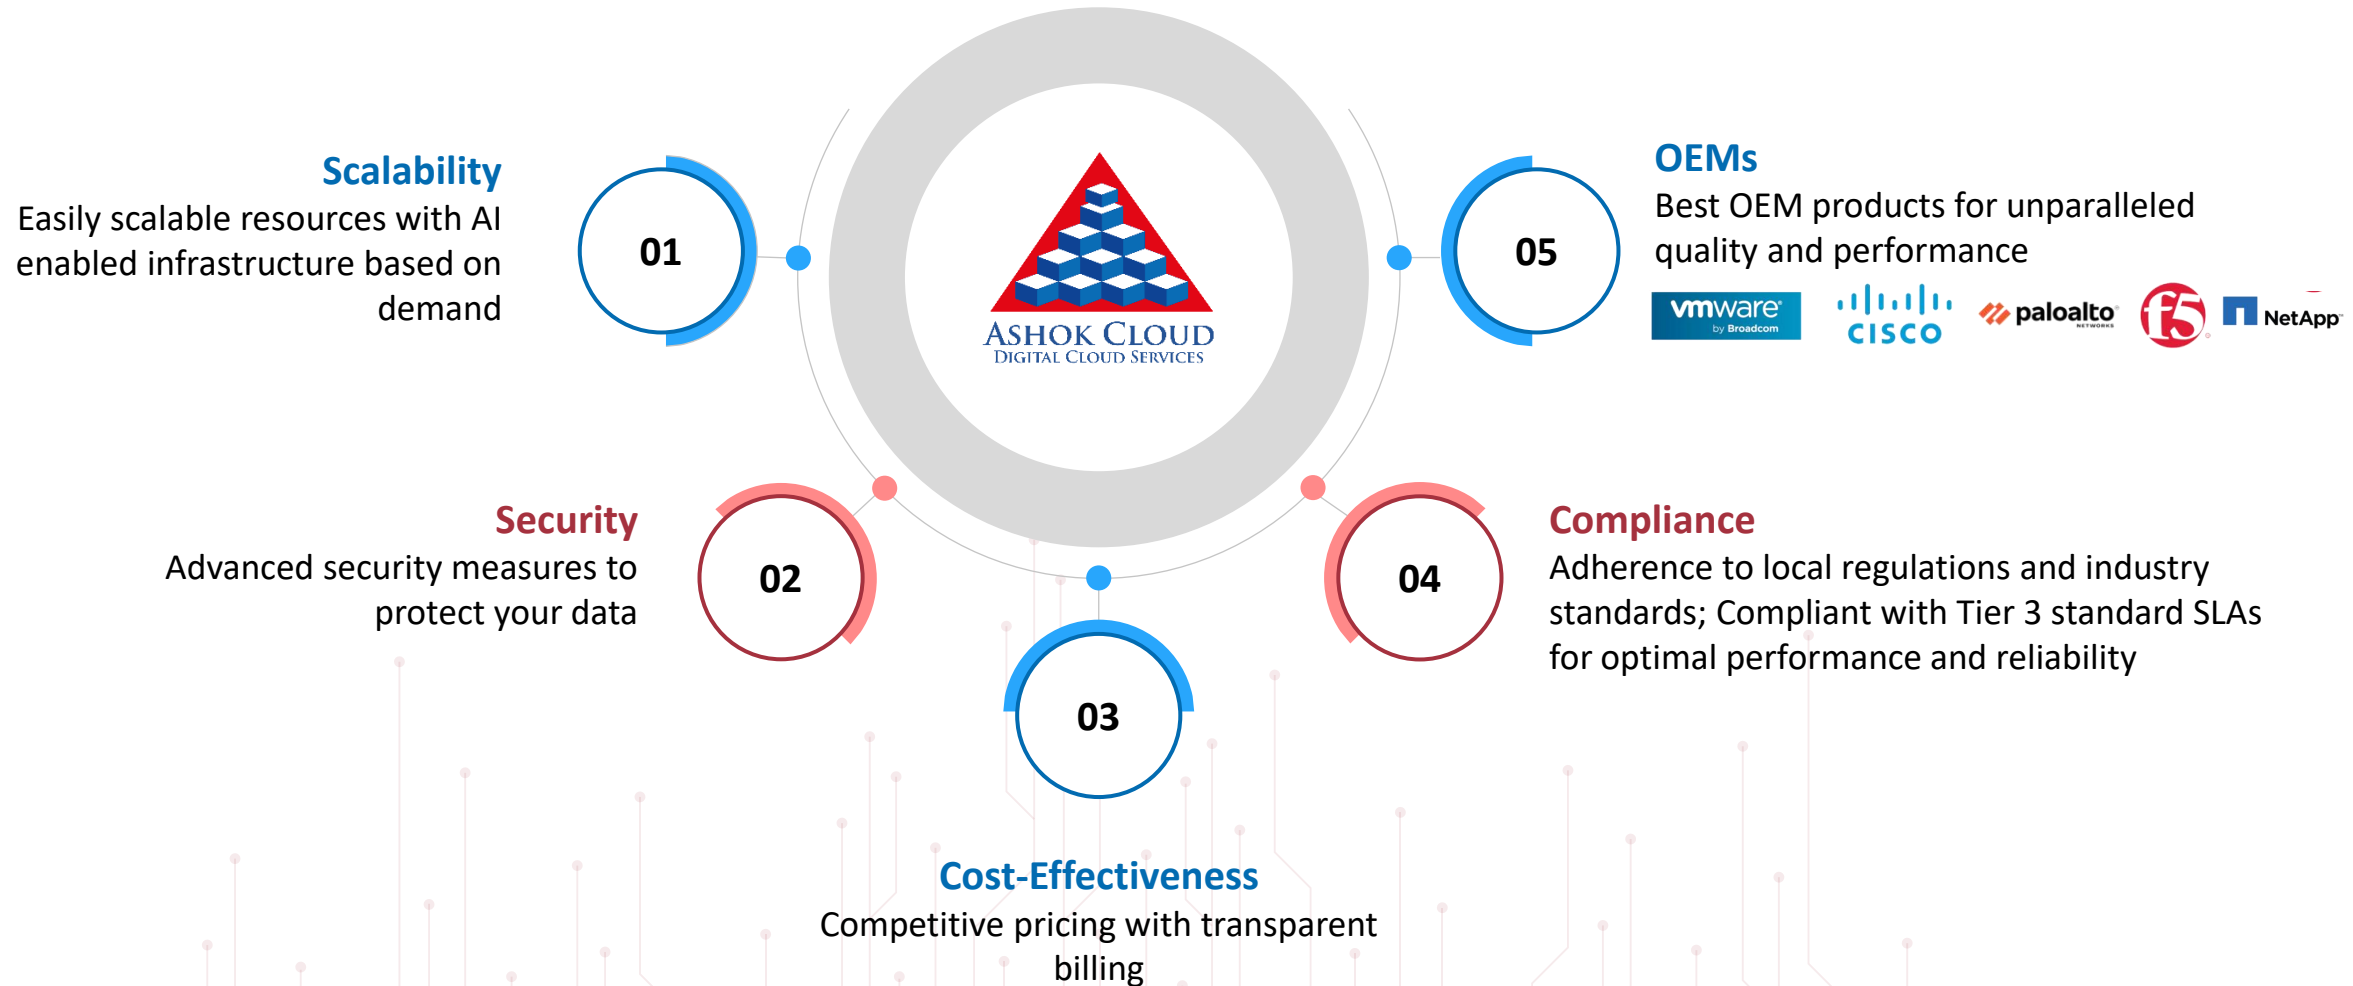 Scalability
Easily scalable resources with AI
enabled infrastructure based on
demand
01
Security
Advanced security measures to
protect your data
02
03
Cost-Effectiveness
Competitive pricing with transparent
billing
04
Compliance
Adherence to local regulations and industry
standards; Compliant with Tier 3 standard SLAs
for optimal performance and reliability
05
OEMs
Best OEM products for unparalleled
quality and performance
vmware®
by Broadcom
CISCO
paloalto®
NETWORKS
f5®
NetApp™
ASHOK CLOUD
DIGITAL CLOUD SERVICES